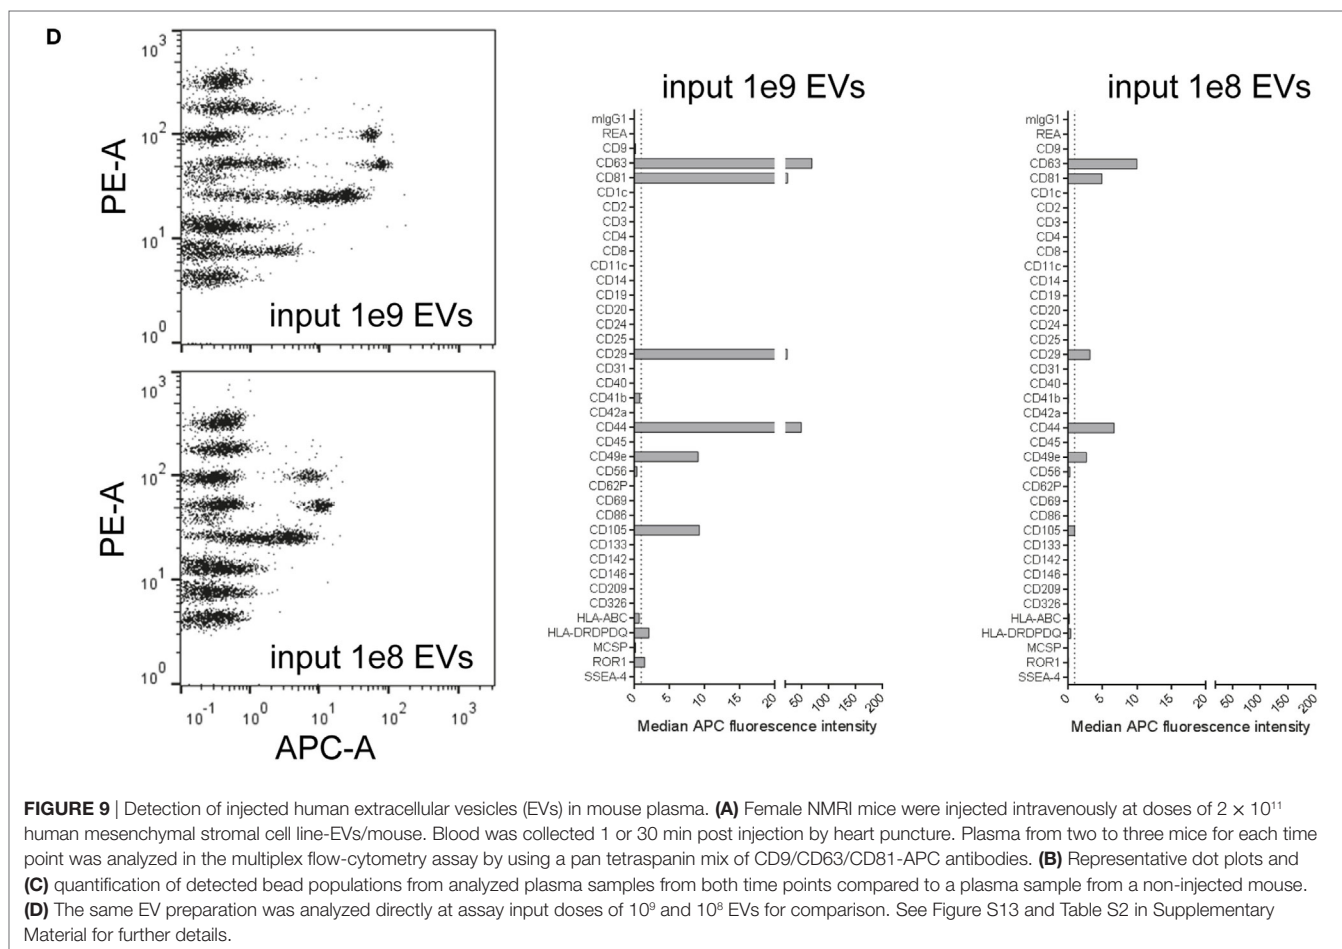 D
10³
10²
10¹
10⁰
PE-A
input 1e9 EVs
10³
10²
10¹
10⁰
PE-A
input 1e8 EVs
10⁻¹ 10⁰ 10¹ 10² 10³
APC-A
input 1e9 EVs
mIgG1
REA
CD9
CD63
CD81
CD1c
CD2
CD3
CD4
CD8
CD11c
CD14
CD19
CD20
CD24
CD25
CD29
CD31
CD40
CD41b
CD42a
CD44
CD45
CD49e
CD56
CD62P
CD69
CD86
CD105
CD133
CD142
CD146
CD209
CD326
HLA-ABC
HLA-DRDPDQ
MCSP
ROR1
SSEA-4
0 5 10 15 20 50 100 150 200
Median APC fluorescence intensity
input 1e8 EVs
mIgG1
REA
CD9
CD63
CD81
CD1c
CD2
CD3
CD4
CD8
CD11c
CD14
CD19
CD20
CD24
CD25
CD29
CD31
CD40
CD41b
CD42a
CD44
CD45
CD49e
CD56
CD62P
CD69
CD86
CD105
CD133
CD142
CD146
CD209
CD326
HLA-ABC
HLA-DRDPDQ
MCSP
ROR1
SSEA-4
0 5 10 15 20 50 100 150 200
Median APC fluorescence intensity
FIGURE 9 | Detection of injected human extracellular vesicles (EVs) in mouse plasma. (A) Female NMRI mice were injected intravenously at doses of 2 × 10¹¹
human mesenchymal stromal cell line-EVs/mouse. Blood was collected 1 or 30 min post injection by heart puncture. Plasma from two to three mice for each time
point was analyzed in the multiplex flow-cytometry assay by using a pan tetraspanin mix of CD9/CD63/CD81-APC antibodies. (B) Representative dot plots and
(C) quantification of detected bead populations from analyzed plasma samples from both time points compared to a plasma sample from a non-injected mouse.
(D) The same EV preparation was analyzed directly at assay input doses of 10⁹ and 10⁸ EVs for comparison. See Figure S13 and Table S2 in Supplementary
Material for further details.